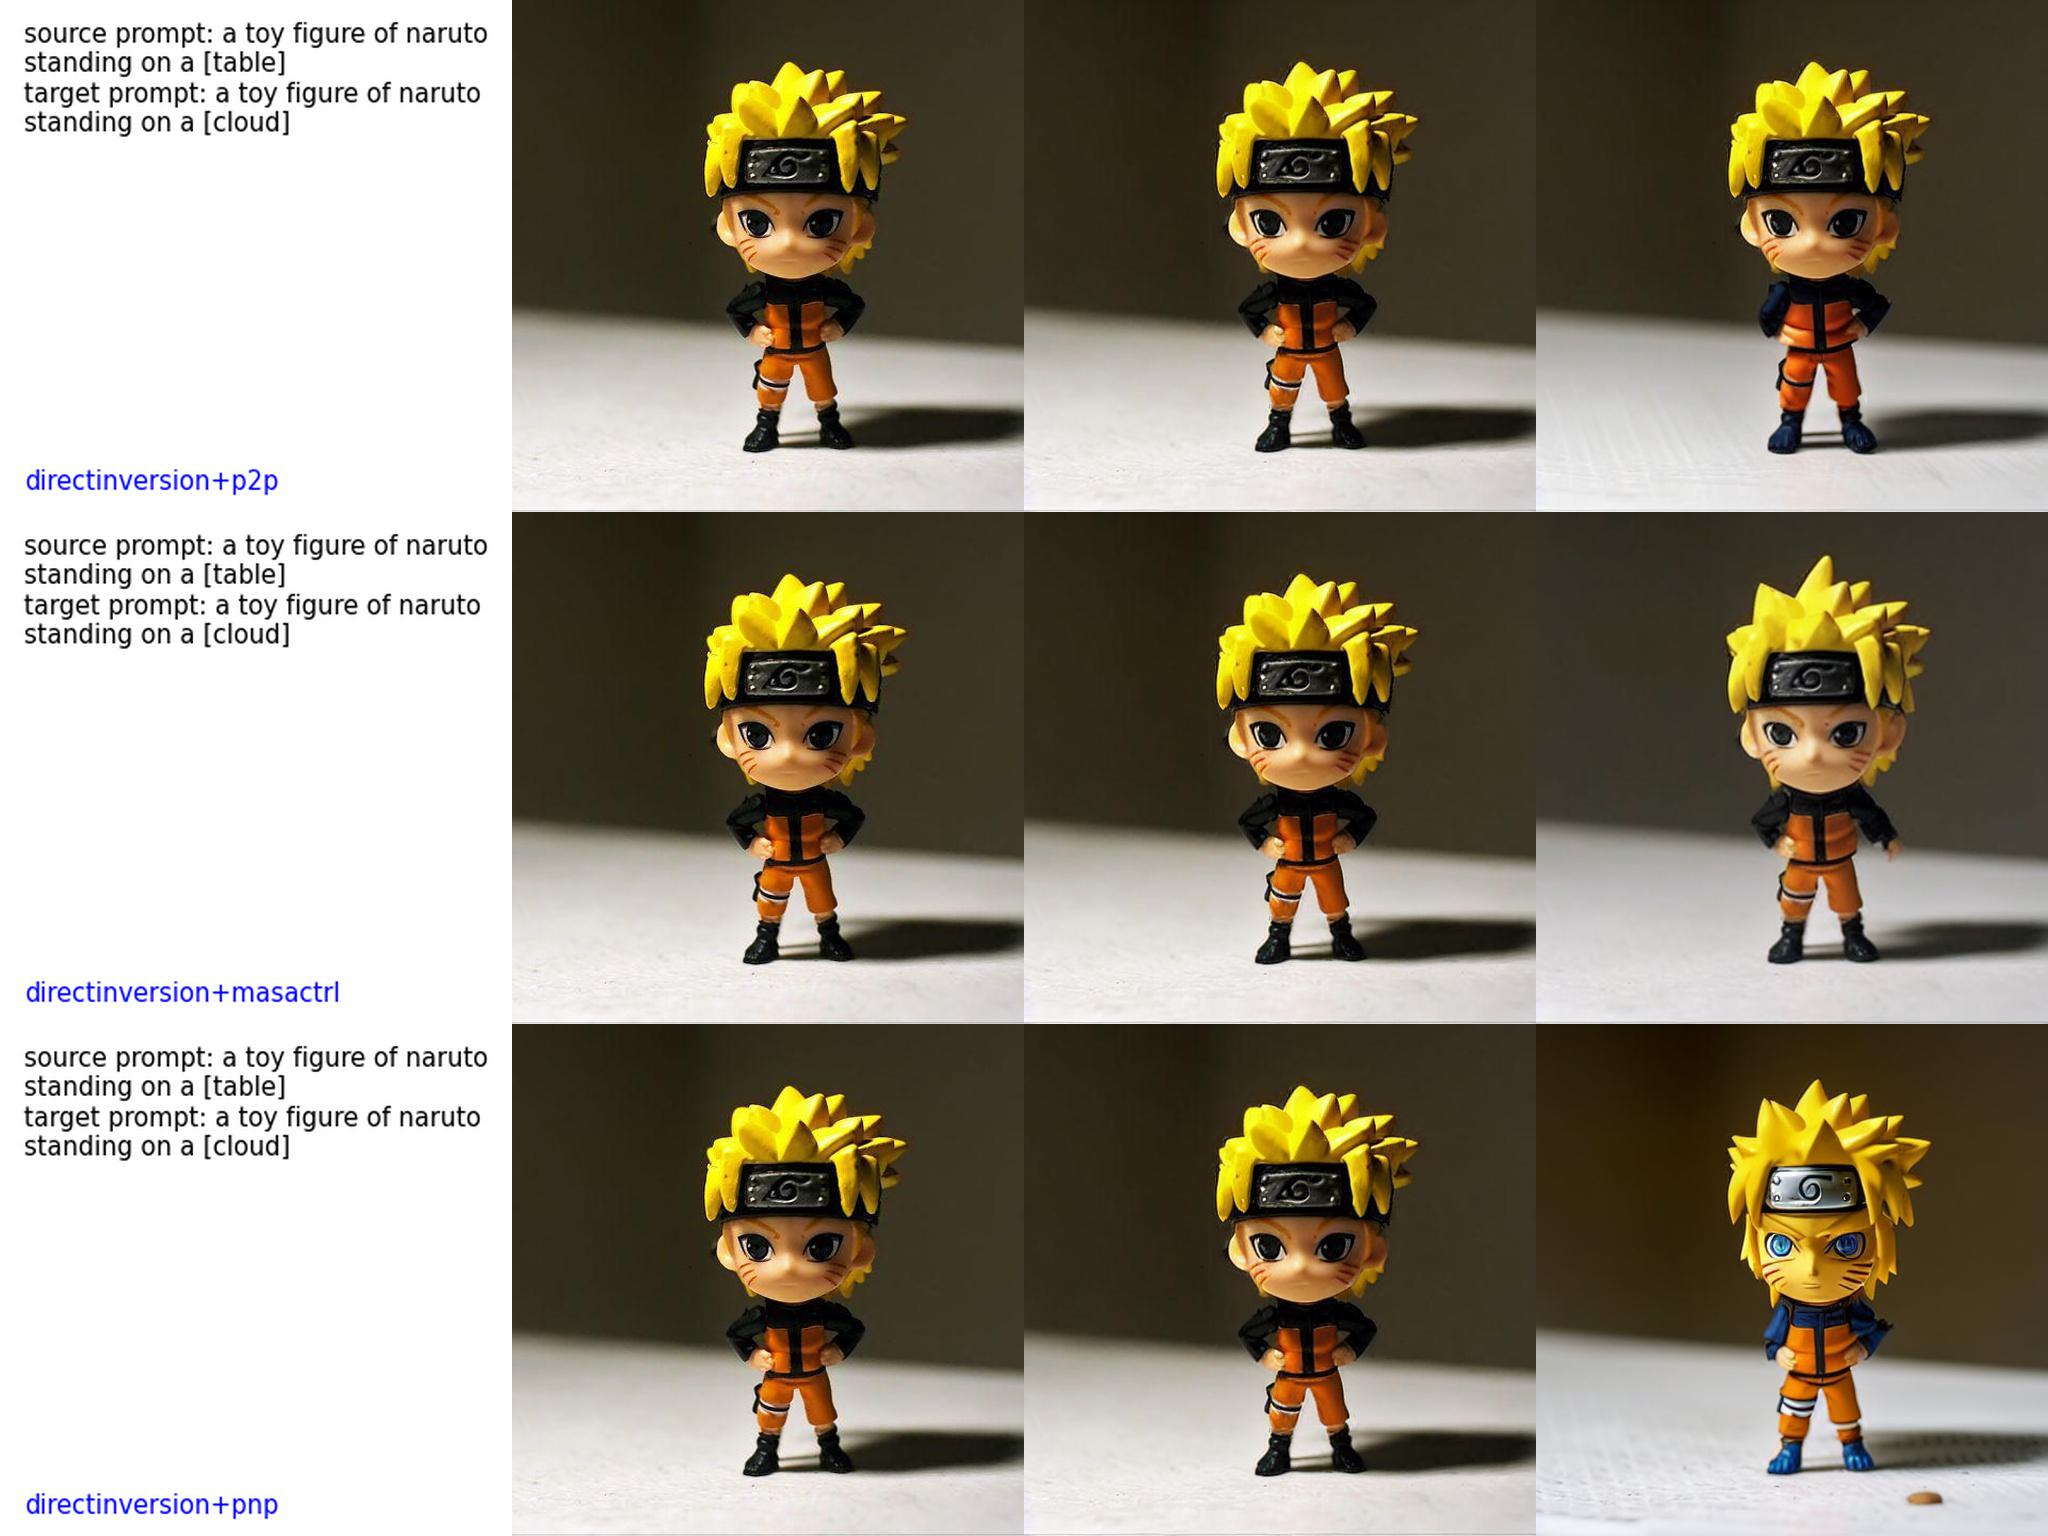 source prompt: a toy figure of naruto
standing on a [table]
target prompt: a toy figure of naruto
standing on a [cloud]
directinversion+p2p
source prompt: a toy figure of naruto
standing on a [table]
target prompt: a toy figure of naruto
standing on a [cloud]
directinversion+masactrl
source prompt: a toy figure of naruto
standing on a [table]
target prompt: a toy figure of naruto
standing on a [cloud]
directinversion+pnp